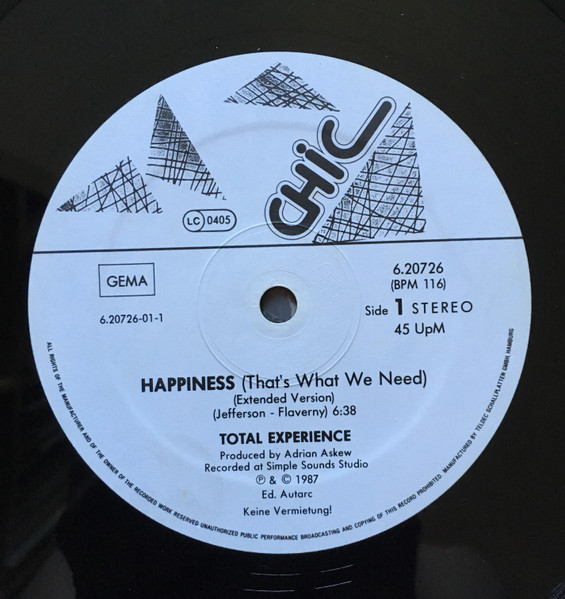 CHIC
LC 0405
GEMA
6.20726-01-1
6.20726
(BPM 116)
Side 1 STEREO
45 UpM
HAPPINESS (That's What We Need)
(Extended Version)
(Jefferson - Flaverny) 6:38
TOTAL EXPERIENCE
Produced by Adrian Askew
Recorded at Simple Sounds Studio
℗ & © 1987
Ed. Autarc
Keine Vermietung!
ALL RIGHTS OF THE MANUFACTURER AND OF THE OWNER OF THE RECORDED WORK RESERVED UNAUTHORIZED PUBLIC PERFORMANCE BROADCASTING AND COPYING OF THIS RECORD PROHIBITED. MANUFACTURED BY TELDEC SCHALLPLATTEN GMBH, HAMBURG